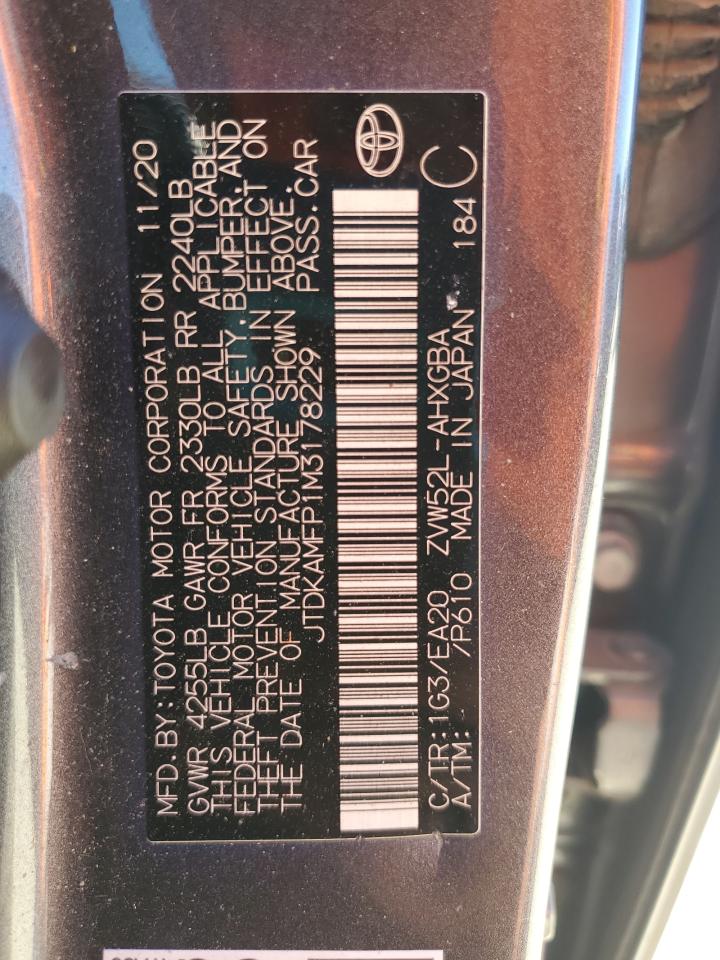 MFD.BY:TOYOTA MOTOR CORPORATION 11/20
GVWR 4255LB GAWR FR 2330LB RR 2240LB
THIS VEHICLE CONFORMS TO ALL APPLICABLE
FEDERAL MOTOR VEHICLE SAFETY, BUMPER, AND
THEFT PREVENTION STANDARDS IN EFFECT ON
THE DATE OF MANUFACTURE SHOWN ABOVE.
JTDKAMFP1M3178229 PASS.CAR
C/TR:1G3/EA20 ZVW52L-AHXGBA C
A/TM:- /P610 MADE IN JAPAN 184